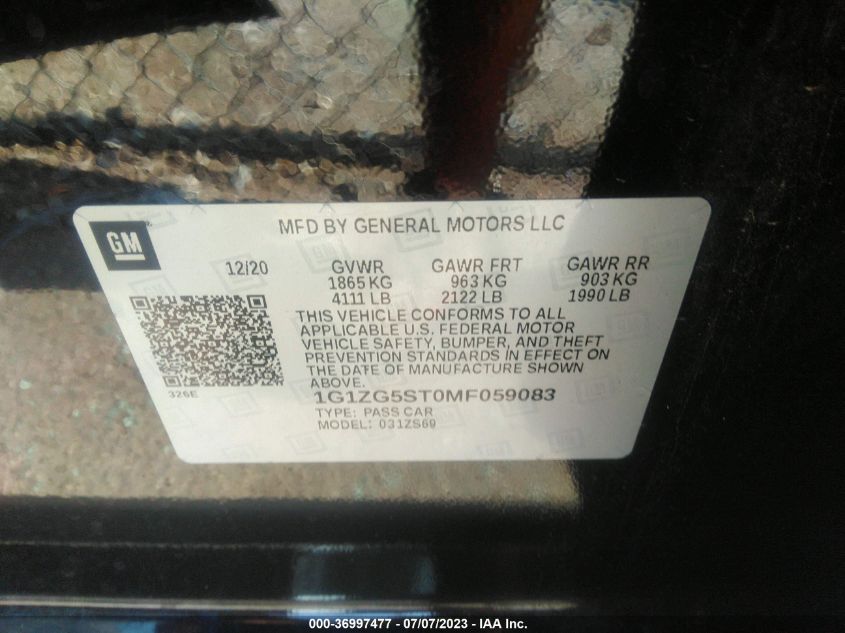 MFD BY GENERAL MOTORS LLC
GM
12/20 GVWR GAWR FRT GAWR RR
1865 KG 963 KG 903 KG
4111 LB 2122 LB 1990 LB
THIS VEHICLE CONFORMS TO ALL
APPLICABLE U.S. FEDERAL MOTOR
VEHICLE SAFETY, BUMPER, AND THEFT
PREVENTION STANDARDS IN EFFECT ON
THE DATE OF MANUFACTURE SHOWN
ABOVE.
326E
1G1ZG5ST0MF059083
TYPE: PASS CAR
MODEL: 031ZS69
000-36997477 - 07/07/2023 - IAA Inc.